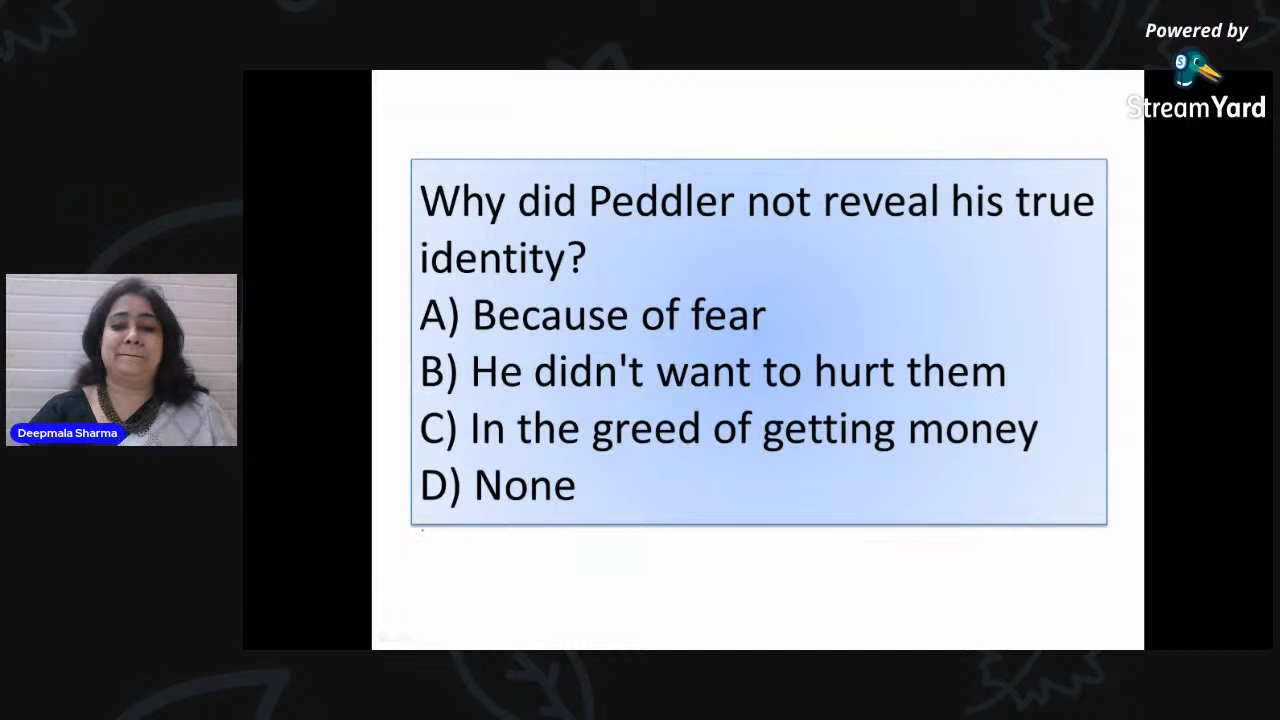 Powered by
StreamYard
Why did Peddler not reveal his true
identity?
A) Because of fear
B) He didn't want to hurt them
C) In the greed of getting money
D) None
Deepmala Sharma